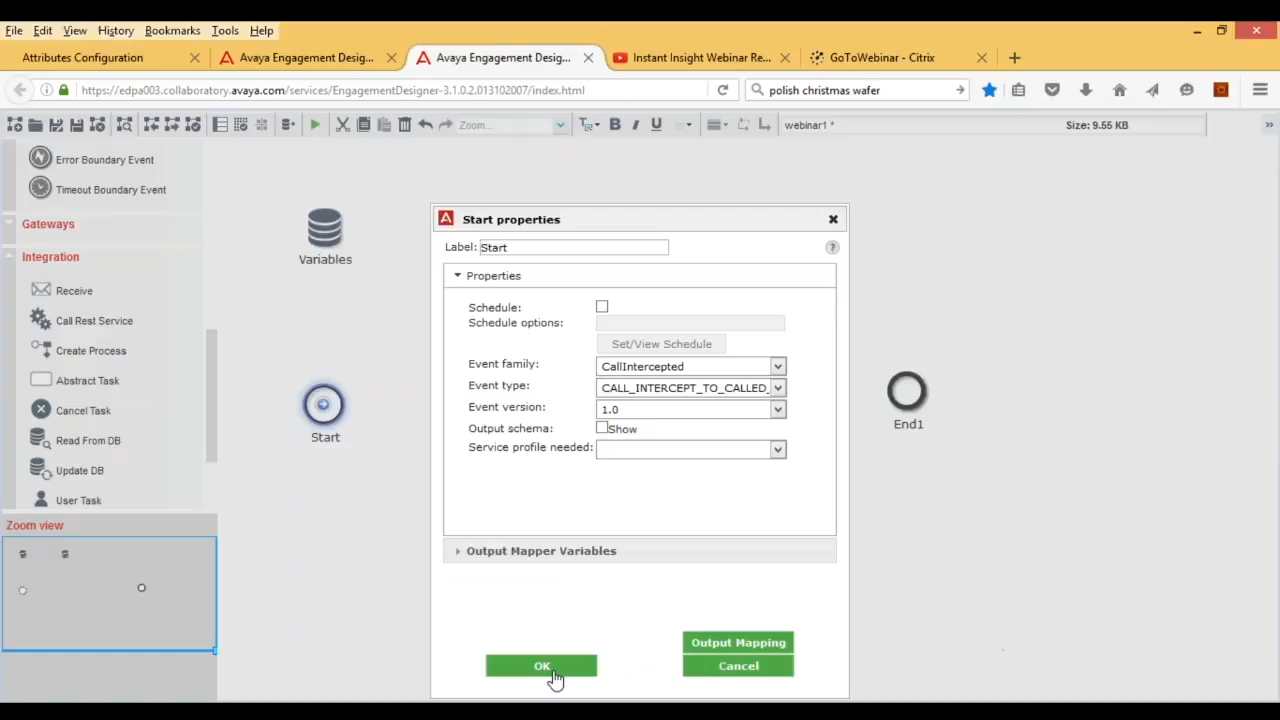 File Edit View History Bookmarks Tools Help
Attributes Configuration Avaya Engagement Desig... Avaya Engagement Desig... Instant Insight Webinar Re... GoToWebinar - Citrix
https://edpa003.collaboratory.avaya.com/services/EngagementDesigner-3.1.0.2.013102007/index.html polish christmas wafer
Zoom... T B i U webinar1 * Size: 9.55 KB »
Error Boundary Event
Timeout Boundary Event
Gateways
Integration
Receive
Call Rest Service
Create Process
Abstract Task
Cancel Task
Read From DB
Update DB
User Task
Zoom view
Variables
Start
End1
Start properties
Label: Start ?
Properties
Schedule:
Schedule options:
Set/View Schedule
Event family: CallIntercepted
Event type: CALL_INTERCEPT_TO_CALLED_
Event version: 1.0
Output schema: Show
Service profile needed:
Output Mapper Variables
Output Mapping
OK Cancel